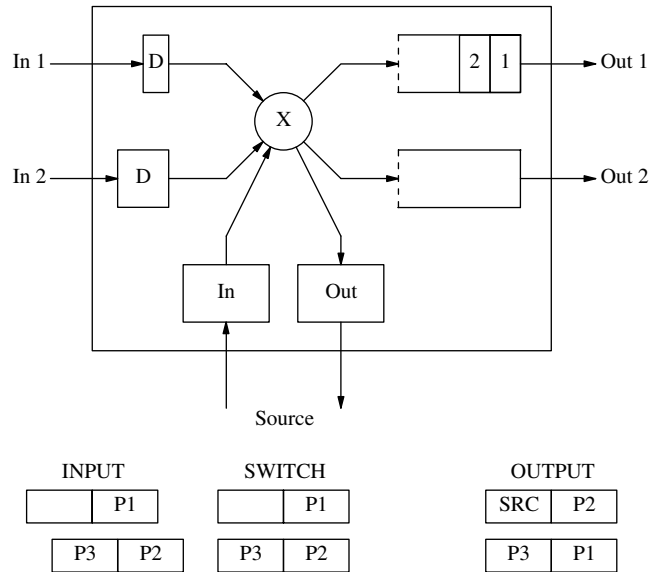 In 1
D
2 1
Out 1
X
In 2
D
Out 2
In
Out
Source
INPUT
SWITCH
OUTPUT
P1
P1
SRC P2
P3 P2
P3 P2
P3 P1